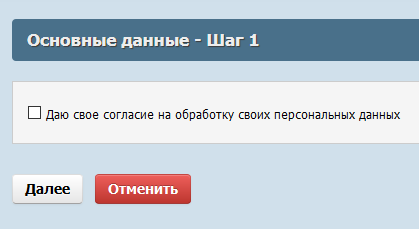 Основные данные - Шаг 1
Даю свое согласие на обработку своих персональных данных
Далее Отменить